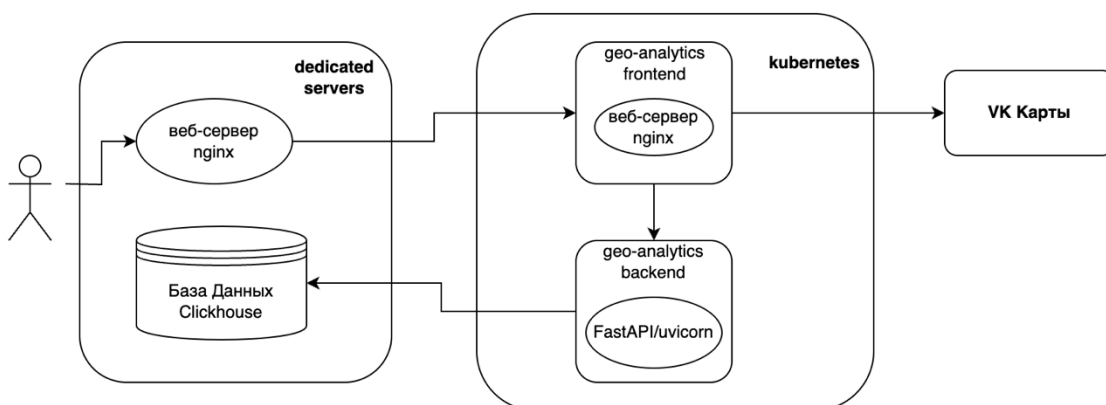 dedicated
servers
веб-сервер
nginx
База Данных
Clickhouse
kubernetes
geo-analytics
frontend
веб-сервер
nginx
geo-analytics
backend
FastAPI/uvicorn
VK Карты